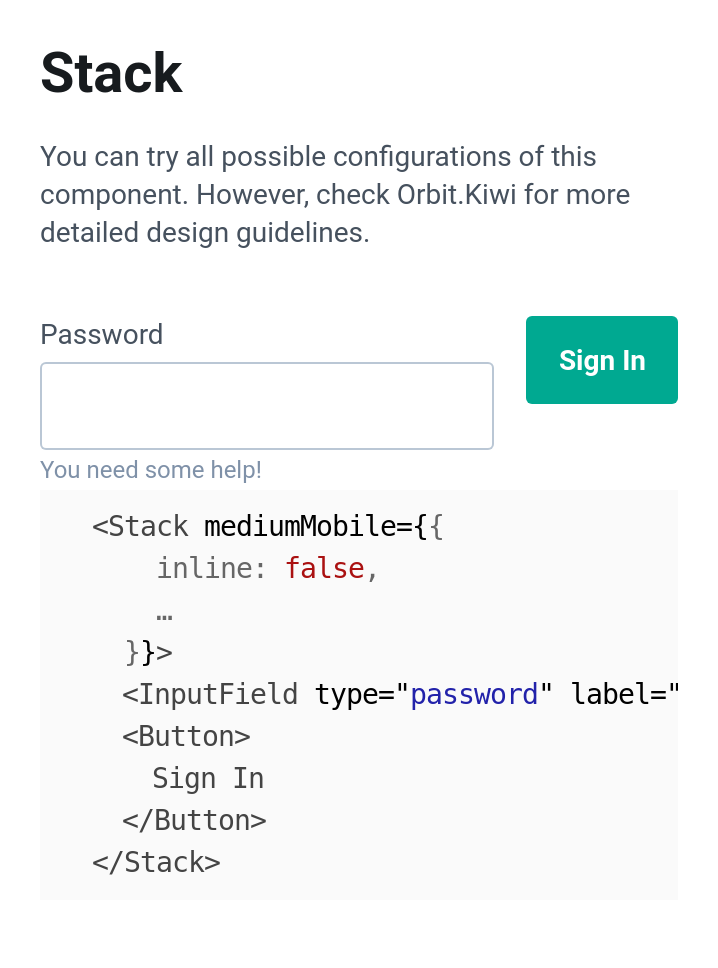 Stack
You can try all possible configurations of this
component. However, check Orbit.Kiwi for more
detailed design guidelines.
Password
Sign In
You need some help!
<Stack mediumMobile={{
inline: false,
…
}}>
<InputField type="password" label="
<Button>
Sign In
</Button>
</Stack>